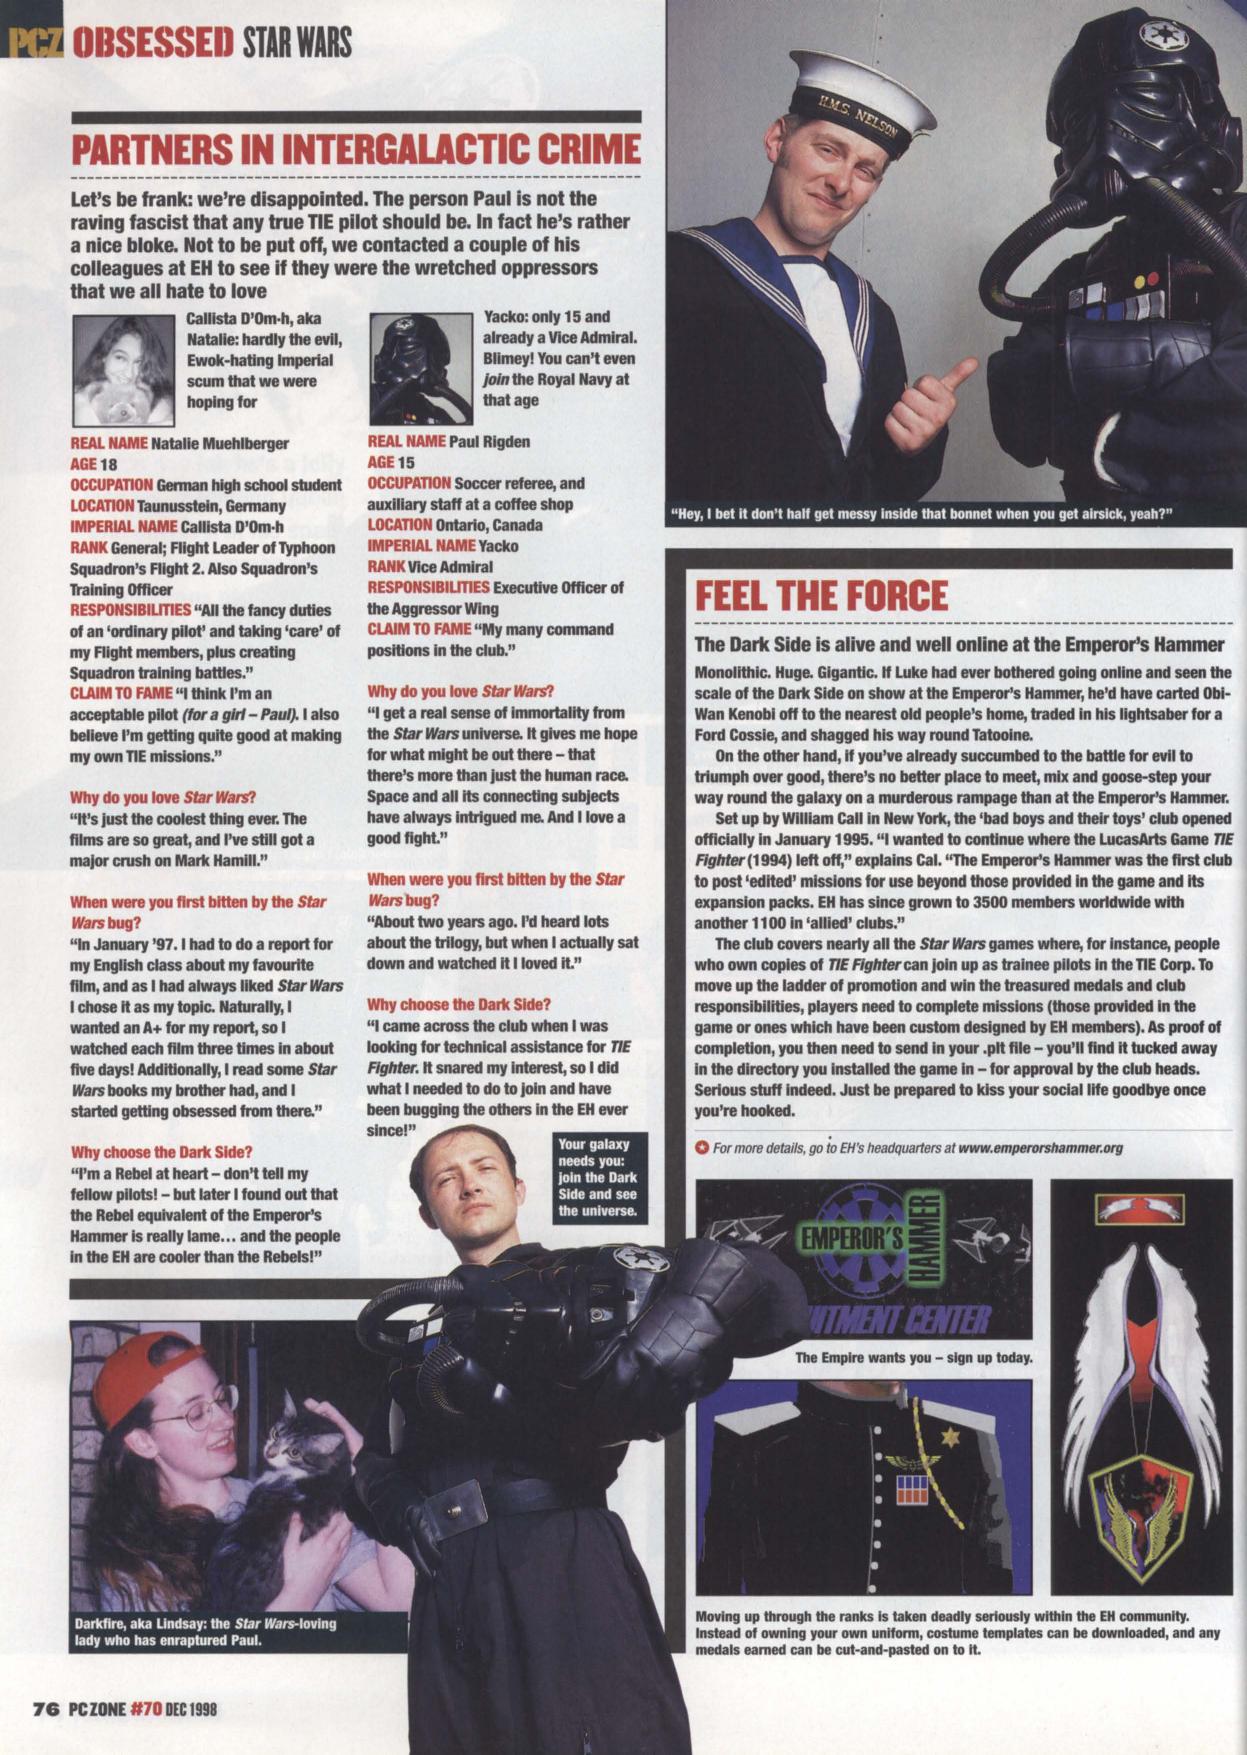 PCZ OBSESSED STAR WARS
PARTNERS IN INTERGALACTIC CRIME
Let's be frank: we're disappointed. The person Paul is not the
raving fascist that any true TIE pilot should be. In fact he's rather
a nice bloke. Not to be put off, we contacted a couple of his
colleagues at EH to see if they were the wretched oppressors
that we all hate to love
Callista D'Om-h, aka
Natalie: hardly the evil,
Ewok-hating Imperial
scum that we were
hoping for
REAL NAME Natalie Muehlberger
AGE 18
OCCUPATION German high school student
LOCATION Taunusstein, Germany
IMPERIAL NAME Callista D'Om-h
RANK General; Flight Leader of Typhoon
Squadron's Flight 2. Also Squadron's
Training Officer
RESPONSIBILITIES “All the fancy duties
of an ‘ordinary pilot’ and taking ‘care’ of
my Flight members, plus creating
Squadron training battles.”
CLAIM TO FAME “I think I'm an
acceptable pilot (for a girl – Paul). I also
believe I'm getting quite good at making
my own TIE missions.”
Why do you love Star Wars?
“It's just the coolest thing ever. The
films are so great, and I've still got a
major crush on Mark Hamill.”
When were you first bitten by the Star
Wars bug?
“In January '97. I had to do a report for
my English class about my favourite
film, and as I had always liked Star Wars
I chose it as my topic. Naturally, I
wanted an A+ for my report, so I
watched each film three times in about
five days! Additionally, I read some Star
Wars books my brother had, and I
started getting obsessed from there.”
Why choose the Dark Side?
“I'm a Rebel at heart – don't tell my
fellow pilots! – but later I found out that
the Rebel equivalent of the Emperor's
Hammer is really lame... and the people
in the EH are cooler than the Rebels!”
Yacko: only 15 and
already a Vice Admiral.
Blimey! You can't even
join the Royal Navy at
that age
REAL NAME Paul Rigden
AGE 15
OCCUPATION Soccer referee, and
auxiliary staff at a coffee shop
LOCATION Ontario, Canada
IMPERIAL NAME Yacko
RANK Vice Admiral
RESPONSIBILITIES Executive Officer of
the Aggressor Wing
CLAIM TO FAME “My many command
positions in the club.”
Why do you love Star Wars?
“I get a real sense of immortality from
the Star Wars universe. It gives me hope
for what might be out there – that
there's more than just the human race.
Space and all its connecting subjects
have always intrigued me. And I love a
good fight.”
When were you first bitten by the Star
Wars bug?
“About two years ago. I'd heard lots
about the trilogy, but when I actually sat
down and watched it I loved it.”
Why choose the Dark Side?
“I came across the club when I was
looking for technical assistance for TIE
Fighter. It snared my interest, so I did
what I needed to do to join and have
been bugging the others in the EH ever
since!”
Your galaxy
needs you:
join the Dark
Side and see
the universe.
Darkfire, aka Lindsay: the Star Wars-loving
lady who has enraptured Paul.
H.M.S. NELSON
“Hey, I bet it don't half get messy inside that bonnet when you get airsick, yeah?”
FEEL THE FORCE
The Dark Side is alive and well online at the Emperor's Hammer
Monolithic. Huge. Gigantic. If Luke had ever bothered going online and seen the
scale of the Dark Side on show at the Emperor's Hammer, he'd have carted Obi-
Wan Kenobi off to the nearest old people's home, traded in his lightsaber for a
Ford Cossie, and shagged his way round Tatooine.
On the other hand, if you've already succumbed to the battle for evil to
triumph over good, there's no better place to meet, mix and goose-step your
way round the galaxy on a murderous rampage than at the Emperor's Hammer.
Set up by William Call in New York, the ‘bad boys and their toys’ club opened
officially in January 1995. “I wanted to continue where the LucasArts Game TIE
Fighter (1994) left off,” explains Cal. “The Emperor's Hammer was the first club
to post ‘edited’ missions for use beyond those provided in the game and its
expansion packs. EH has since grown to 3500 members worldwide with
another 1100 in ‘allied’ clubs.”
The club covers nearly all the Star Wars games where, for instance, people
who own copies of TIE Fighter can join up as trainee pilots in the TIE Corp. To
move up the ladder of promotion and win the treasured medals and club
responsibilities, players need to complete missions (those provided in the
game or ones which have been custom designed by EH members). As proof of
completion, you then need to send in your .plt file – you'll find it tucked away
in the directory you installed the game in – for approval by the club heads.
Serious stuff indeed. Just be prepared to kiss your social life goodbye once
you're hooked.
For more details, go to EH's headquarters at www.emperorshammer.org
EMPEROR'S
HAMMER
ITMENT CENTER
The Empire wants you – sign up today.
Moving up through the ranks is taken deadly seriously within the EH community.
Instead of owning your own uniform, costume templates can be downloaded, and any
medals earned can be cut-and-pasted on to it.
76 PC ZONE #70 DEC 1998